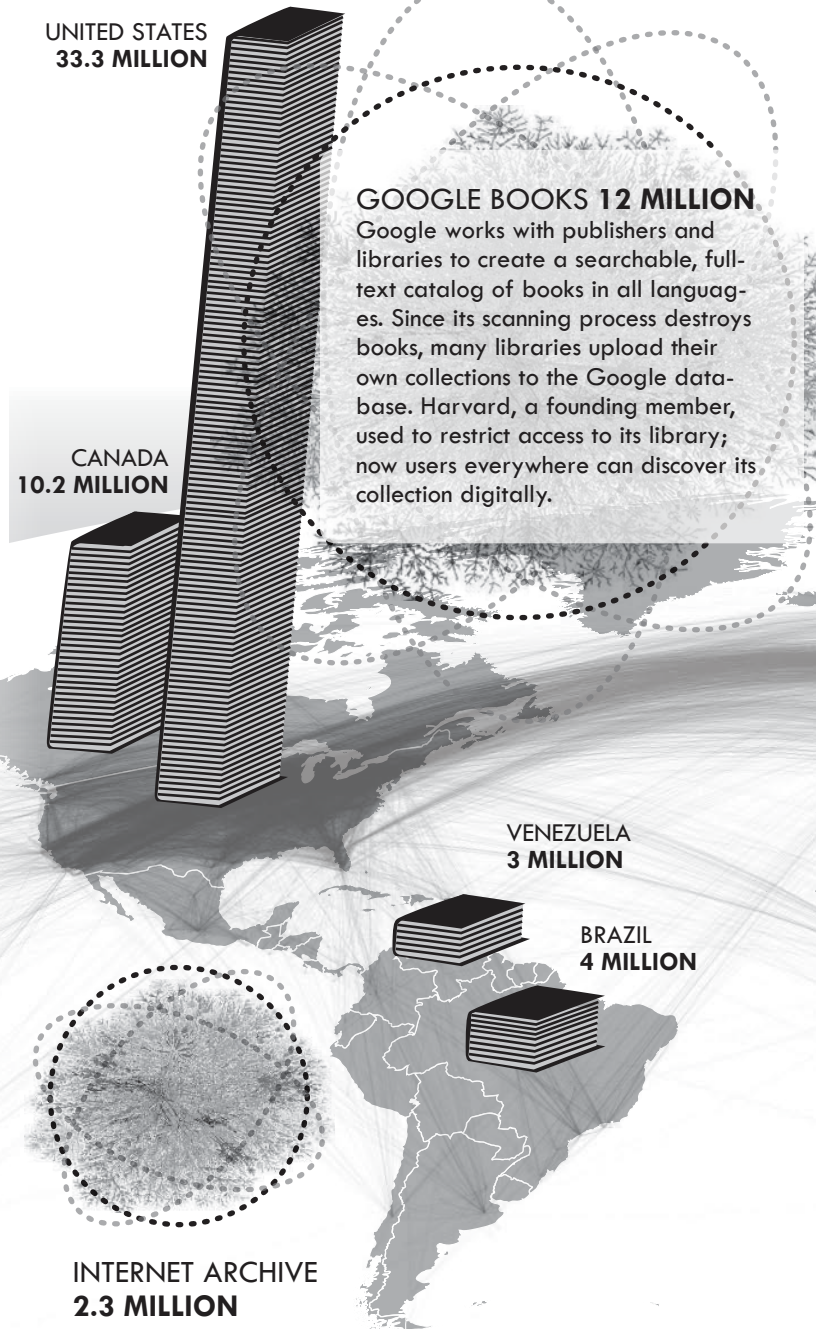 UNITED STATES
33.3 MILLION
GOOGLE BOOKS 12 MILLION
Google works with publishers and
libraries to create a searchable, full-
text catalog of books in all languag-
es. Since its scanning process destroys
books, many libraries upload their
own collections to the Google data-
base. Harvard, a founding member,
used to restrict access to its library;
now users everywhere can discover its
collection digitally.
CANADA
10.2 MILLION
VENEZUELA
3 MILLION
BRAZIL
4 MILLION
INTERNET ARCHIVE
2.3 MILLION